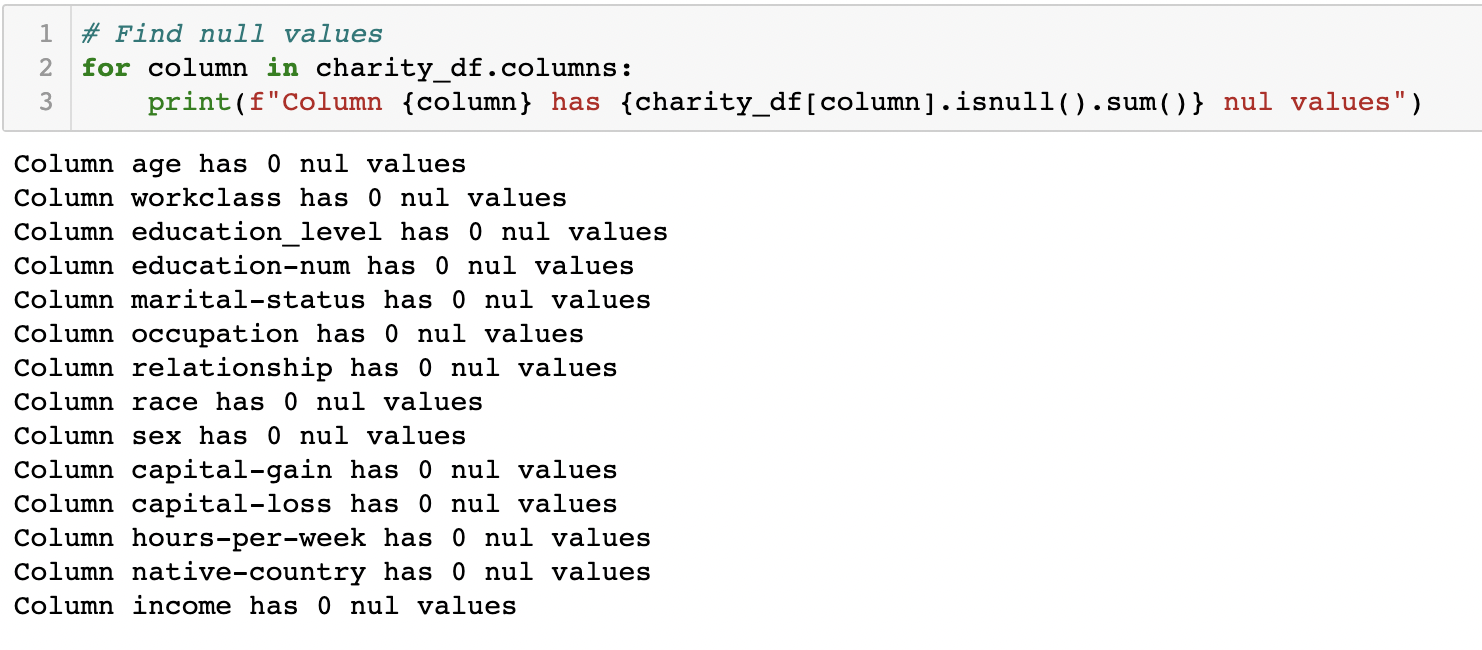 1 # Find null values
2 for column in charity_df.columns:
3 print(f"Column {column} has {charity_df[column].isnull().sum()} nul values")
Column age has 0 nul values
Column workclass has 0 nul values
Column education_level has 0 nul values
Column education-num has 0 nul values
Column marital-status has 0 nul values
Column occupation has 0 nul values
Column relationship has 0 nul values
Column race has 0 nul values
Column sex has 0 nul values
Column capital-gain has 0 nul values
Column capital-loss has 0 nul values
Column hours-per-week has 0 nul values
Column native-country has 0 nul values
Column income has 0 nul values